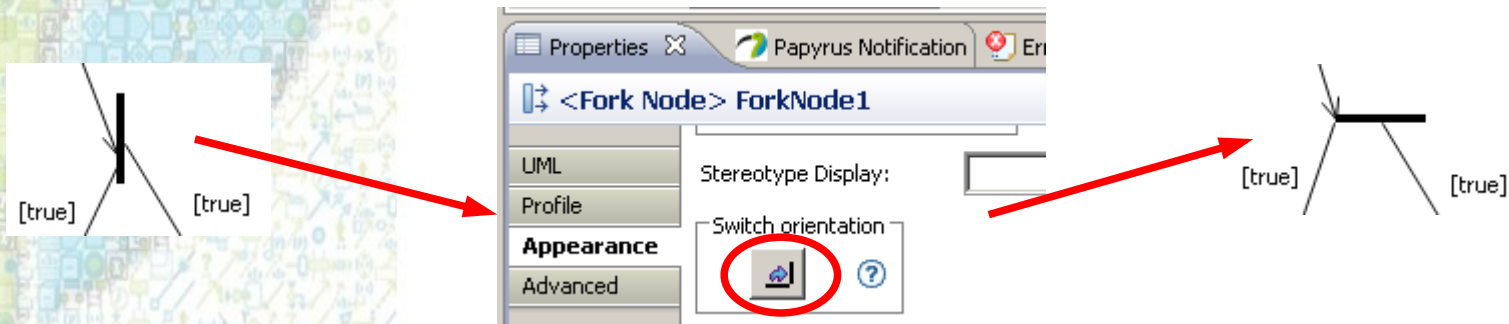 Properties
Papyrus Notification
Er
<Fork Node> ForkNode1
UML
Stereotype Display:
Profile
Switch orientation
Appearance
Advanced
?
[true]
[true]
[true]
[true]